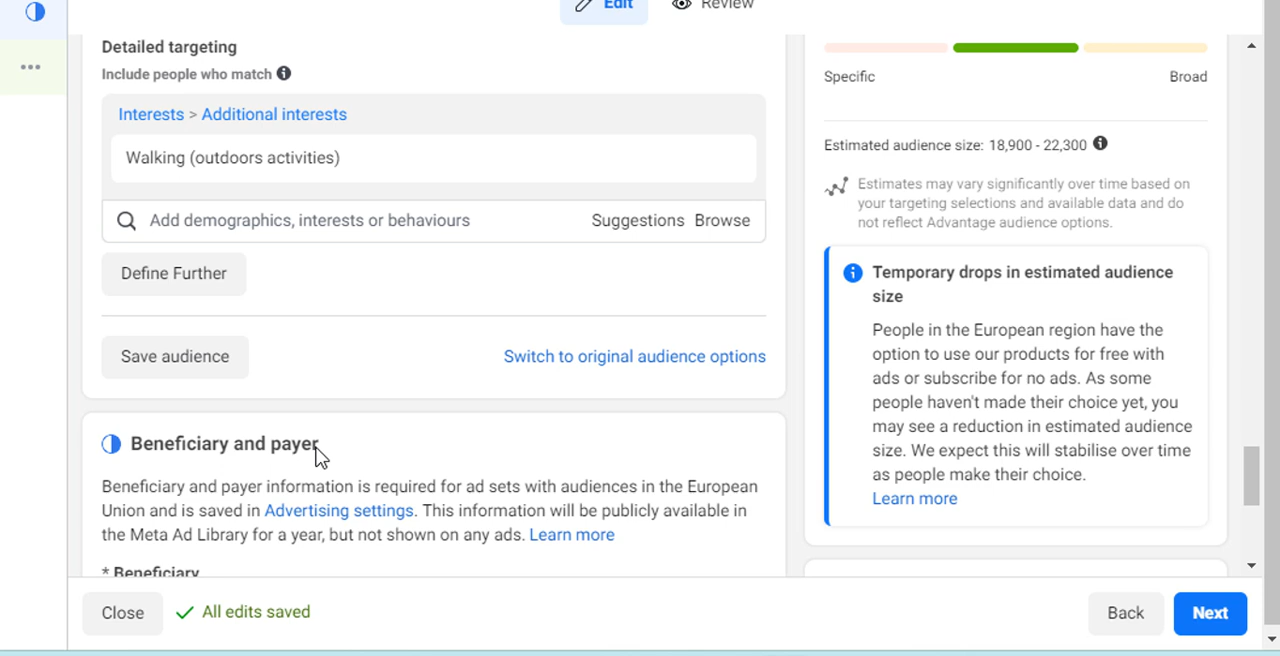 Edit
Review
Detailed targeting
Include people who match
Interests > Additional interests
Walking (outdoors activities)
Add demographics, interests or behaviours
Suggestions Browse
Define Further
Save audience
Switch to original audience options
Beneficiary and payer
Beneficiary and payer information is required for ad sets with audiences in the European
Union and is saved in Advertising settings. This information will be publicly available in
the Meta Ad Library for a year, but not shown on any ads. Learn more
* Beneficiary
Specific
Broad
Estimated audience size: 18,900 - 22,300
Estimates may vary significantly over time based on
your targeting selections and available data and do
not reflect Advantage audience options.
Temporary drops in estimated audience
size
People in the European region have the
option to use our products for free with
ads or subscribe for no ads. As some
people haven't made their choice yet, you
may see a reduction in estimated audience
size. We expect this will stabilise over time
as people make their choice.
Learn more
Close
All edits saved
Back
Next